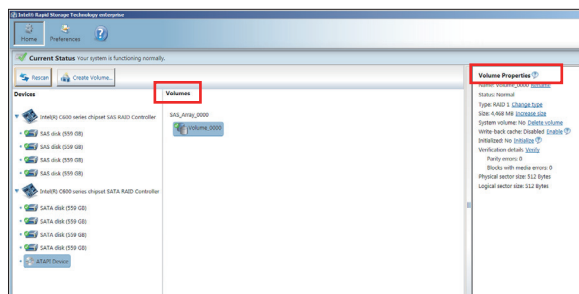 Intel® Rapid Storage Technology enterprise
Home
Preferences
Current Status Your system is functioning normally.
Rescan
Create Volume...
Devices
Intel(R) C600 series chipset SAS RAID Controller
SAS disk (559 GB)
SAS disk (559 GB)
SAS disk (559 GB)
SAS disk (559 GB)
Intel(R) C600 series chipset SATA RAID Controller
SATA disk (559 GB)
SATA disk (559 GB)
SATA disk (559 GB)
SATA disk (559 GB)
ATAPI Device
Volumes
SAS_Array_0000
Volume_0000
Volume Properties
Name: Volume_0000 Rename
Status: Normal
Type: RAID 1 Change type
Size: 4,468 MB Increase size
System volume: No Delete volume
Write-back cache: Disabled Enable
Initialized: No Initialize
Verification details Verify
Parity errors: 0
Blocks with media errors: 0
Physical sector size: 512 Bytes
Logical sector size: 512 Bytes